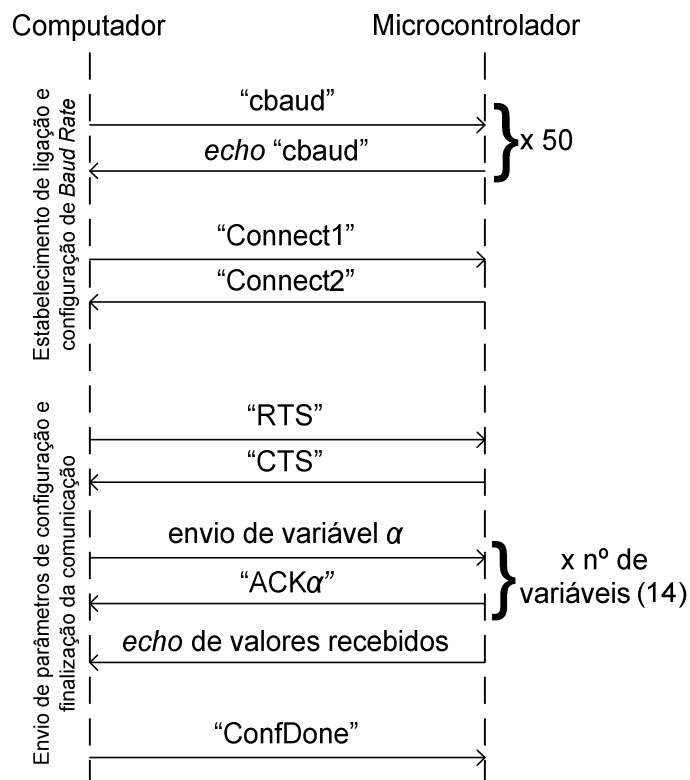 Computador
Microcontrolador
Estabelecimento de ligação e
configuração de Baud Rate
“cbaud”
echo “cbaud”
x 50
“Connect1”
“Connect2”
Envio de parâmetros de configuração e
finalização da comunicação
“RTS”
“CTS”
envio de variável α
“ACKα”
x nº de
variáveis (14)
echo de valores recebidos
“ConfDone”